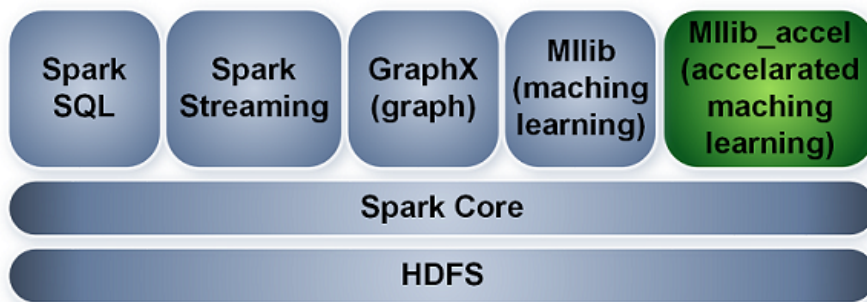 Spark
SQL
Spark
Streaming
GraphX
(graph)
Mllib
(maching
learning)
Mllib_accel
(accelarated
maching
learning)
Spark Core
HDFS